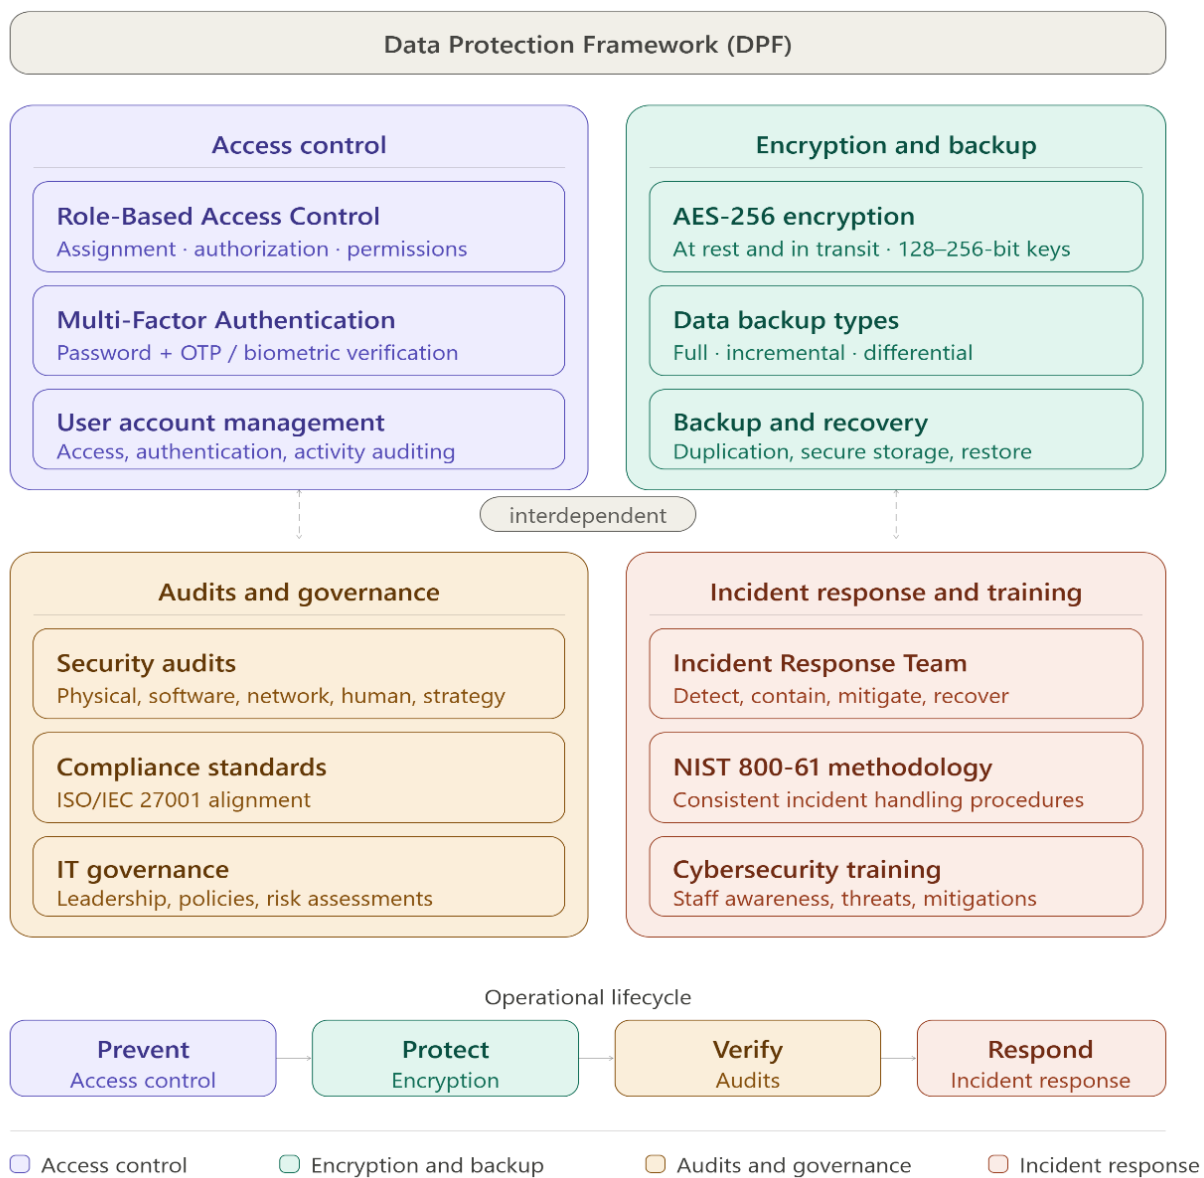 Data Protection Framework (DPF)
Access control
Role-Based Access Control
Assignment · authorization · permissions
Multi-Factor Authentication
Password + OTP / biometric verification
User account management
Access, authentication, activity auditing
Encryption and backup
AES-256 encryption
At rest and in transit · 128–256-bit keys
Data backup types
Full · incremental · differential
Backup and recovery
Duplication, secure storage, restore
interdependent
Audits and governance
Security audits
Physical, software, network, human, strategy
Compliance standards
ISO/IEC 27001 alignment
IT governance
Leadership, policies, risk assessments
Incident response and training
Incident Response Team
Detect, contain, mitigate, recover
NIST 800-61 methodology
Consistent incident handling procedures
Cybersecurity training
Staff awareness, threats, mitigations
Operational lifecycle
Prevent
Access control
Protect
Encryption
Verify
Audits
Respond
Incident response
Access control
Encryption and backup
Audits and governance
Incident response